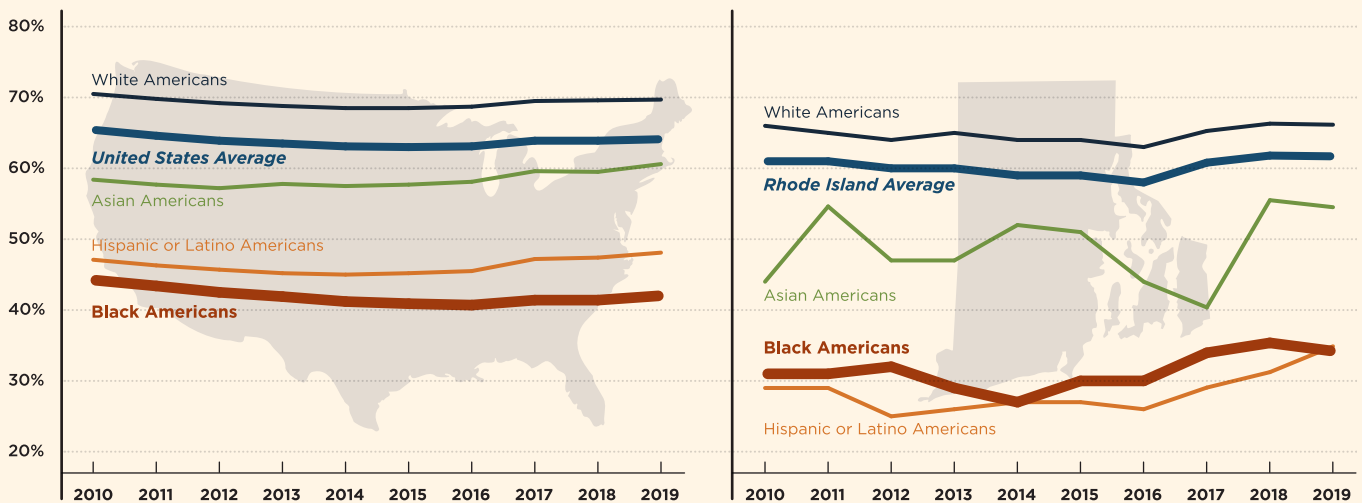 80%
70%
60%
50%
40%
30%
20%
White Americans
United States Average
Asian Americans
Hispanic or Latino Americans
Black Americans
2010 2011 2012 2013 2014 2015 2016 2017 2018 2019
White Americans
Rhode Island Average
Asian Americans
Black Americans
Hispanic or Latino Americans
2010 2011 2012 2013 2014 2015 2016 2017 2018 2019